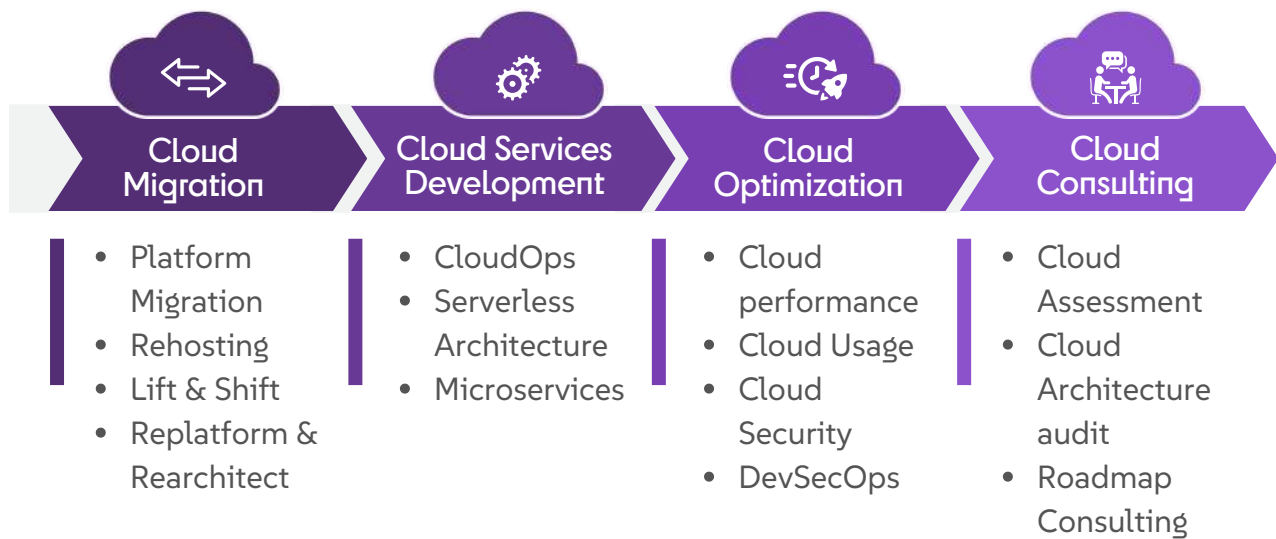 Cloud
Migration
Cloud Services
Development
Cloud
Optimization
Cloud
Consulting
• Platform
Migration
• Rehosting
• Lift & Shift
• Replatform &
Rearchitect
• CloudOps
• Serverless
Architecture
• Microservices
• Cloud
performance
• Cloud Usage
• Cloud
Security
• DevSecOps
• Cloud
Assessment
• Cloud
Architecture
audit
• Roadmap
Consulting